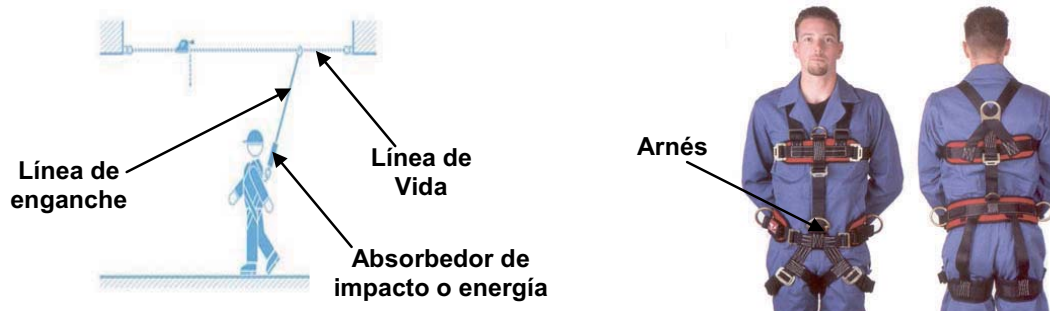 Línea de
enganche
Línea de
Vida
Absorbedor de
impacto o energía
Arnés